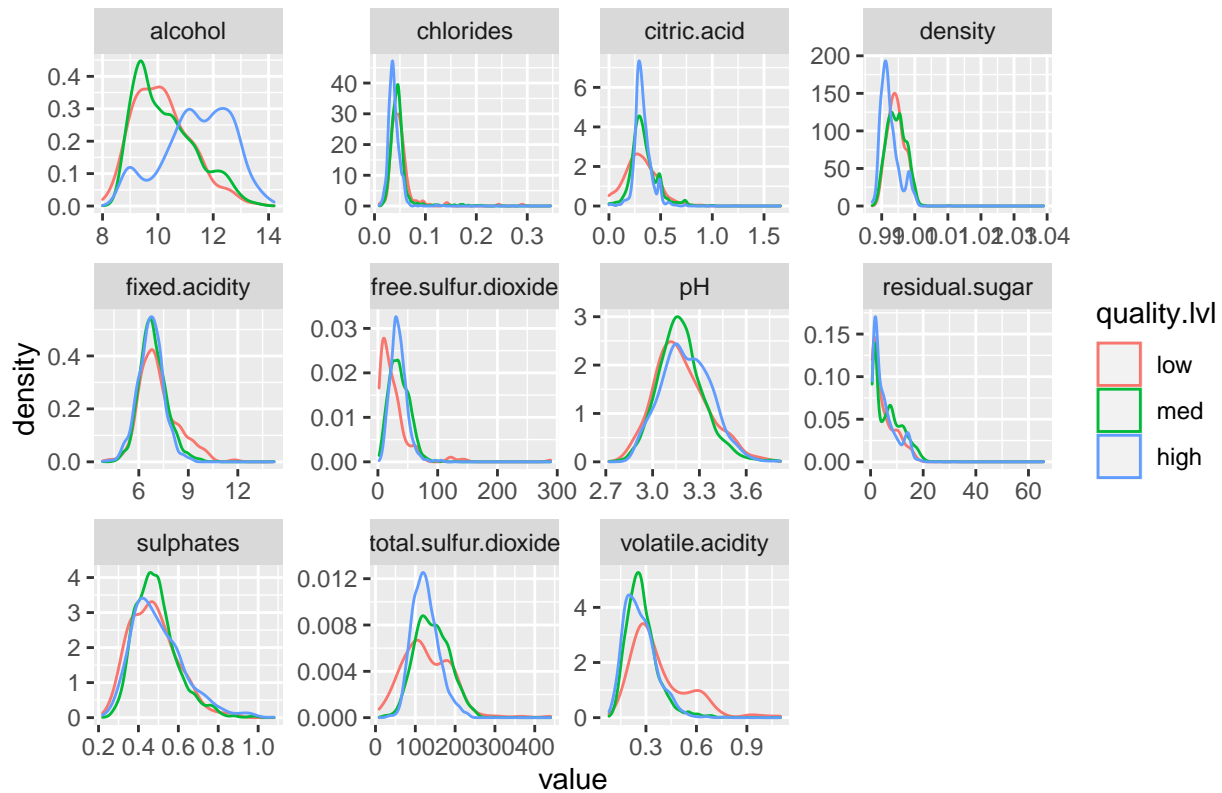 alcohol chlorides citric.acid density
0.4 0.3 0.2 0.1 0.0
8 10 12 14
40 30 20 10 0
0.0 0.1 0.2 0.3
6 4 2 0
0.0 0.5 1.0 1.5
200 150 100 50 0
0.99 1.00 1.01 1.02 1.03 1.04
fixed.acidity free.sulfur.dioxide pH residual.sugar
0.4 0.2 0.0
6 9 12
0.03 0.02 0.01 0.00
0 100 200 300
3 2 1 0
2.7 3.0 3.3 3.6
0.15 0.10 0.05 0.00
0 20 40 60
sulphates total.sulfur.dioxide volatile.acidity
4 3 2 1 0
0.2 0.4 0.6 0.8 1.0
0.012 0.008 0.004 0.000
0 100 200 300 400
4 2 0
0.3 0.6 0.9
density
value
quality.lvl
low
med
high